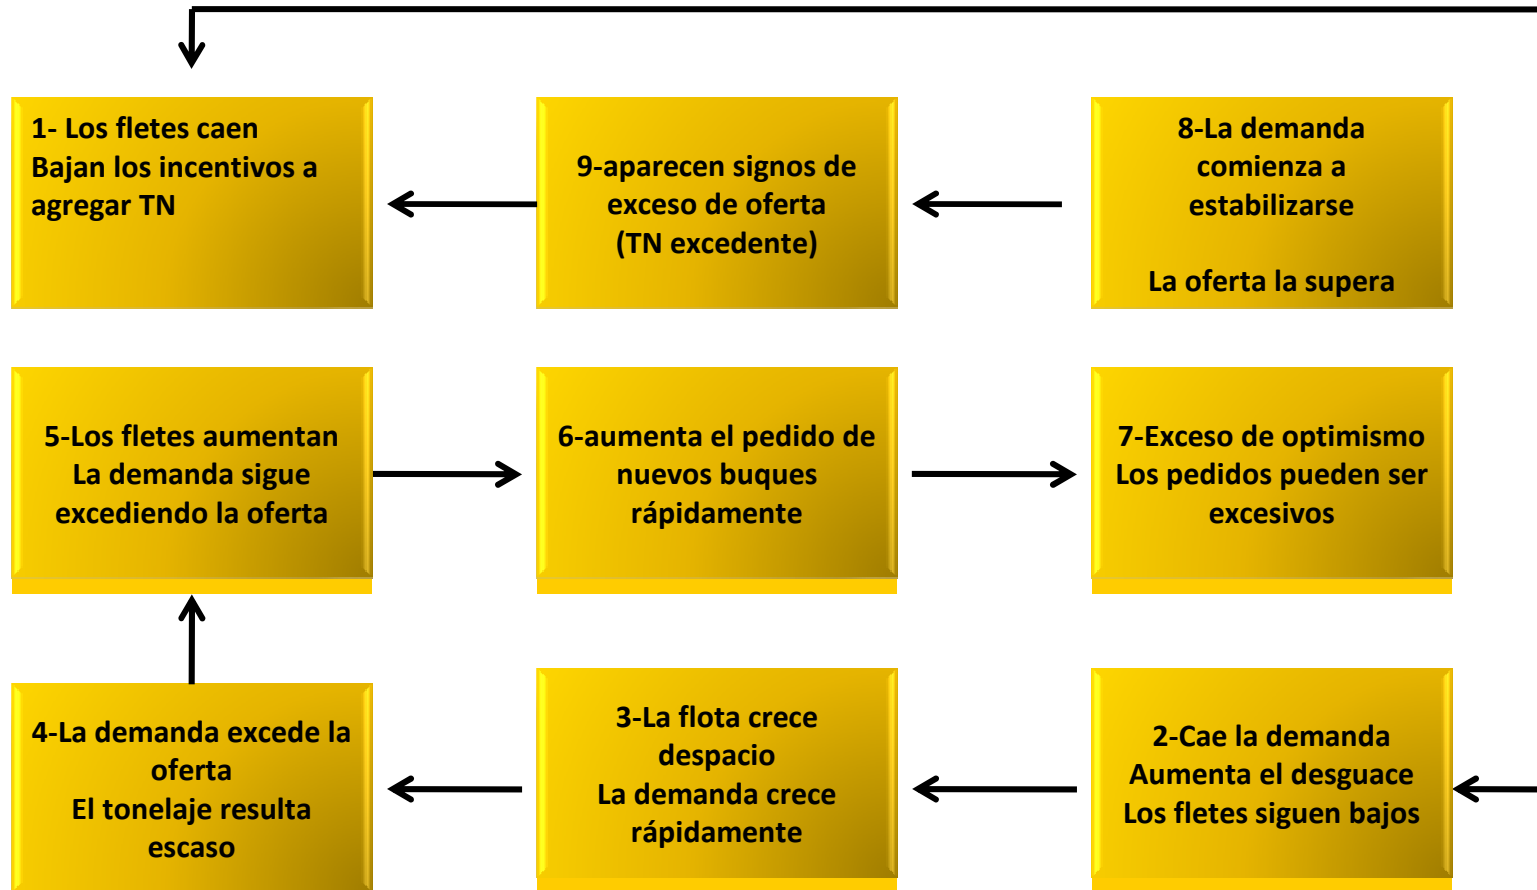 1- Los fletes caen
Bajan los incentivos a
agregar TN
9-aparecen signos de
exceso de oferta
(TN excedente)
8-La demanda
comienza a
estabilizarse
La oferta la supera
5-Los fletes aumentan
La demanda sigue
excediendo la oferta
6-aumenta el pedido de
nuevos buques
rápidamente
7-Exceso de optimismo
Los pedidos pueden ser
excesivos
4-La demanda excede la
oferta
El tonelaje resulta
escaso
3-La flota crece
despacio
La demanda crece
rápidamente
2-Cae la demanda
Aumenta el desguace
Los fletes siguen bajos